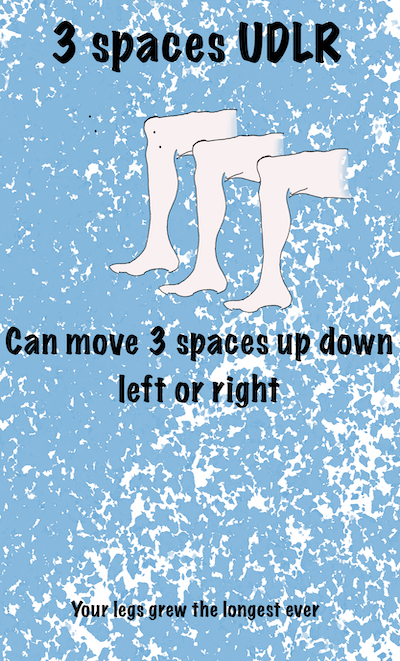 3 spaces UDLR
Can move 3 spaces up down
left or right
Your legs grew the longest ever